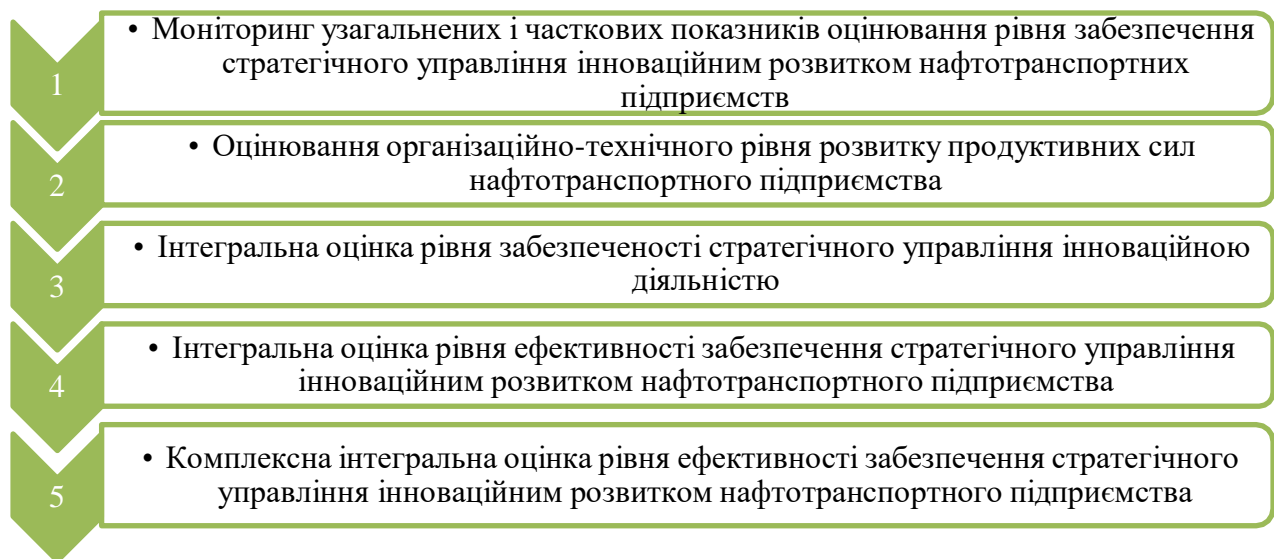 1
• Моніторинг узагальнених і часткових показників оцінювання рівня забезпечення
стратегічного управління інноваційним розвитком нафтотранспортних
підприємств
2
• Оцінювання організаційно-технічного рівня розвитку продуктивних сил
нафтотранспортного підприємства
3
• Інтегральна оцінка рівня забезпеченості стратегічного управління інноваційною
діяльністю
4
• Інтегральна оцінка рівня ефективності забезпечення стратегічного управління
інноваційним розвитком нафтотранспортного підприємства
5
• Комплексна інтегральна оцінка рівня ефективності забезпечення стратегічного
управління інноваційним розвитком нафтотранспортного підприємства